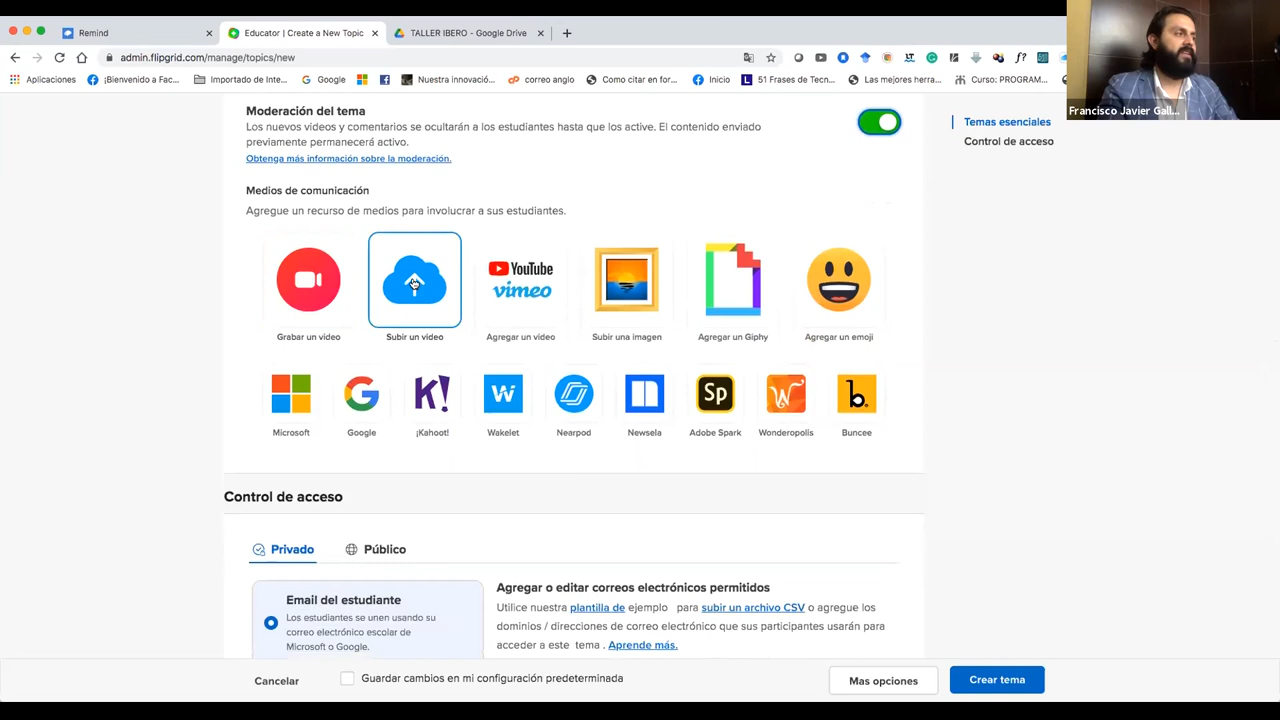 Remind
Educator | Create a New Topic
TALLER IBERO - Google Drive
admin.flipgrid.com/manage/topics/new
Aplicaciones
¡Bienvenido a Fac...
Importado de Inte...
Google
Nuestra innovació...
correo anglo
Como citar en for...
Inicio
51 Frases de Tecn...
Las mejores herra...
Curso: PROGRAM...
Francisco Javier Gall...
Moderación del tema
Los nuevos videos y comentarios se ocultarán a los estudiantes hasta que los active. El contenido enviado
previamente permanecerá activo.
Obtenga más información sobre la moderación.
Temas esenciales
Control de acceso
Medios de comunicación
Agregue un recurso de medios para involucrar a sus estudiantes.
YouTube
vimeo
Grabar un video
Subir un video
Agregar un video
Subir una imagen
Agregar un Giphy
Agregar un emoji
K!
W
Sp
W
b.
Microsoft
Google
¡Kahoot!
Wakelet
Nearpod
Newsela
Adobe Spark
Wonderopolis
Buncee
Control de acceso
Privado
Público
Email del estudiante
Los estudiantes se unen usando su
correo electrónico escolar de
Microsoft o Google.
Agregar o editar correos electrónicos permitidos
Utilice nuestra plantilla de ejemplo para subir un archivo CSV o agregue los
dominios / direcciones de correo electrónico que sus participantes usarán para
acceder a este tema . Aprende más.
Cancelar
Guardar cambios en mi configuración predeterminada
Mas opciones
Crear tema